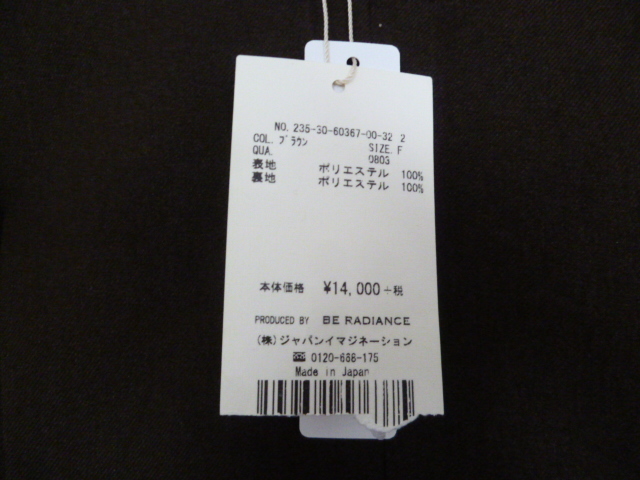 NO. 235-30-60367-00-32 2
COL. ブラウン SIZE. F
QUA. 0803
表地 ポリエステル 100%
裏地 ポリエステル 100%
本体価格 ¥14,000+税
PRODUCED BY BE RADIANCE
(株)ジャパンイマジネーション
☎ 0120-688-175
Made in Japan